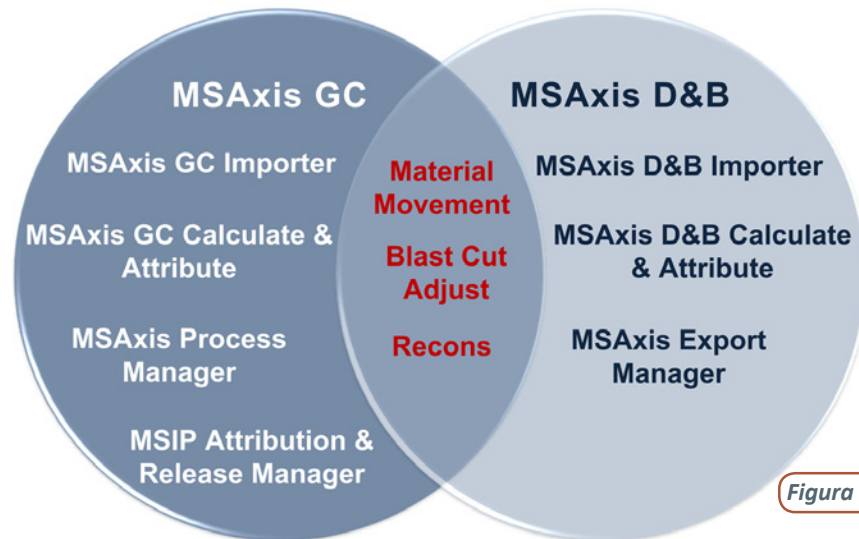 MSAxis GC
MSAxis GC Importer
MSAxis GC Calculate &
Attribute
MSAxis Process
Manager
MSIP Attribution &
Release Manager
Material
Movement
Blast Cut
Adjust
Recons
MSAxis D&B
MSAxis D&B Importer
MSAxis D&B Calculate
& Attribute
MSAxis Export
Manager
Figura